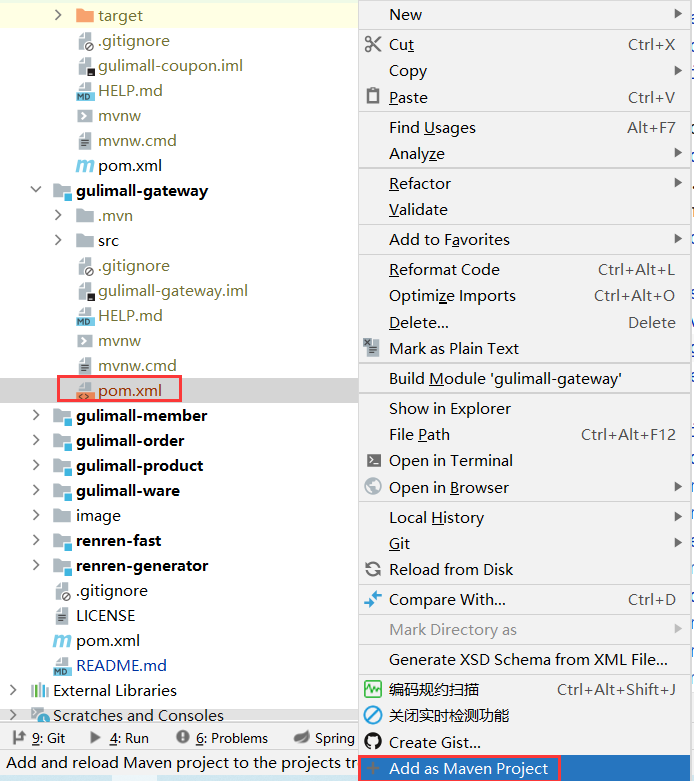 target
.gitignore
gulimall-coupon.iml
HELP.md
mvnw
mvnw.cmd
pom.xml
gulimall-gateway
.mvn
src
.gitignore
gulimall-gateway.iml
HELP.md
mvnw
mvnw.cmd
pom.xml
gulimall-member
gulimall-order
gulimall-product
gulimall-ware
image
renren-fast
renren-generator
.gitignore
LICENSE
pom.xml
README.md
External Libraries
Scratches and Consoles
9: Git 4: Run 6: Problems Spring
Add and reload Maven project to the projects tr
New
Cut Ctrl+X
Copy
Paste Ctrl+V
Find Usages Alt+F7
Analyze
Refactor
Validate
Add to Favorites
Reformat Code Ctrl+Alt+L
Optimize Imports Ctrl+Alt+O
Delete... Delete
Mark as Plain Text
Build Module 'gulimall-gateway'
Show in Explorer
File Path Ctrl+Alt+F12
Open in Terminal
Open in Browser
Local History
Git
Reload from Disk
Compare With... Ctrl+D
Mark Directory as
Generate XSD Schema from XML File...
编码规约扫描 Ctrl+Alt+Shift+J
关闭实时检测功能
Create Gist...
Add as Maven Project